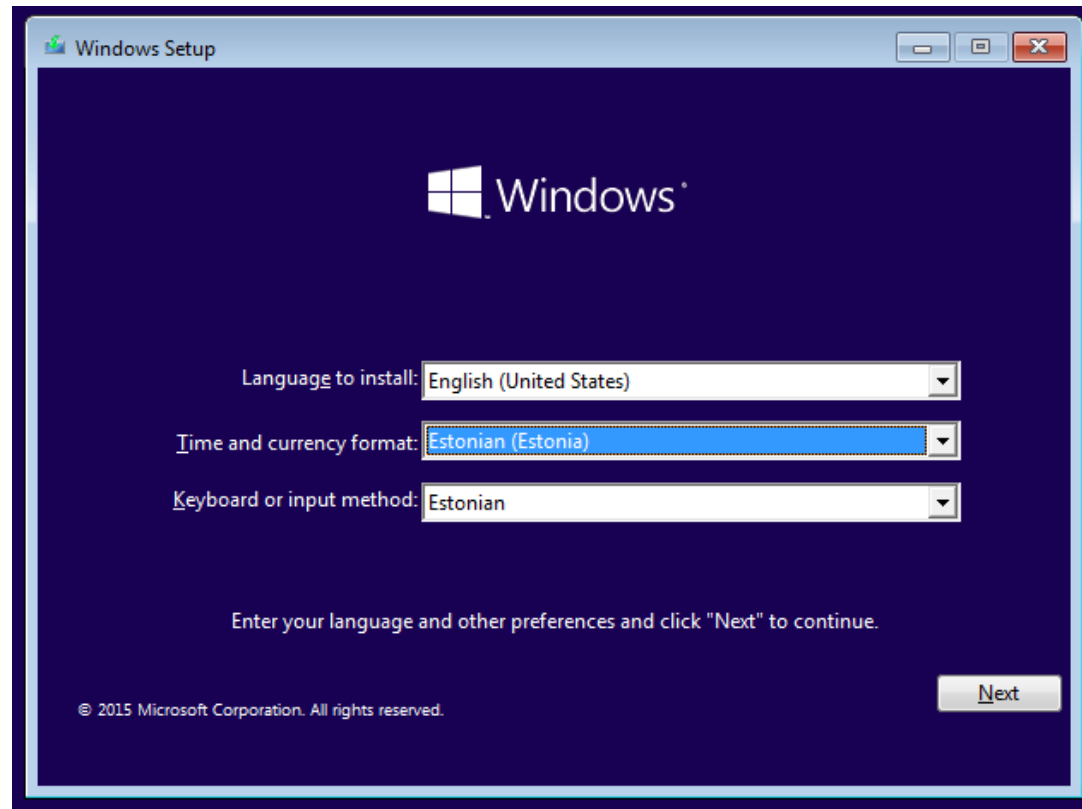 Windows Setup
Windows
Language to install: English (United States)
Time and currency format: Estonian (Estonia)
Keyboard or input method: Estonian
Enter your language and other preferences and click "Next" to continue.
Next
© 2015 Microsoft Corporation. All rights reserved.